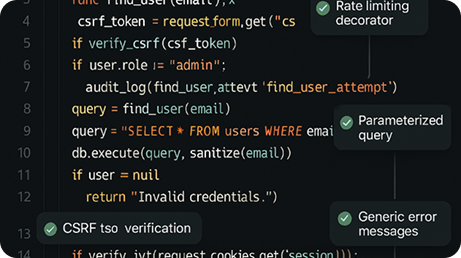 func find_user(email),x
Rate limiting
decorator
4 csrf_token = request.form,get ("cs
5 if verify_csrf(csf_token)
6 if user.role != "admin";
7 audit_log(find_user,attevt 'find_user_attempt')
8 query = find_user(email)
9 query = "SELECT * FROM users WHERE emai
Parameterized
query
10 db.execute(query, sanitize(email))
11 if user = nuil
12 return "Invalid credentials.")
Generic error
messages
13
CSRF tso verification
14 if verify_jvt(request.cookies.get('session)));